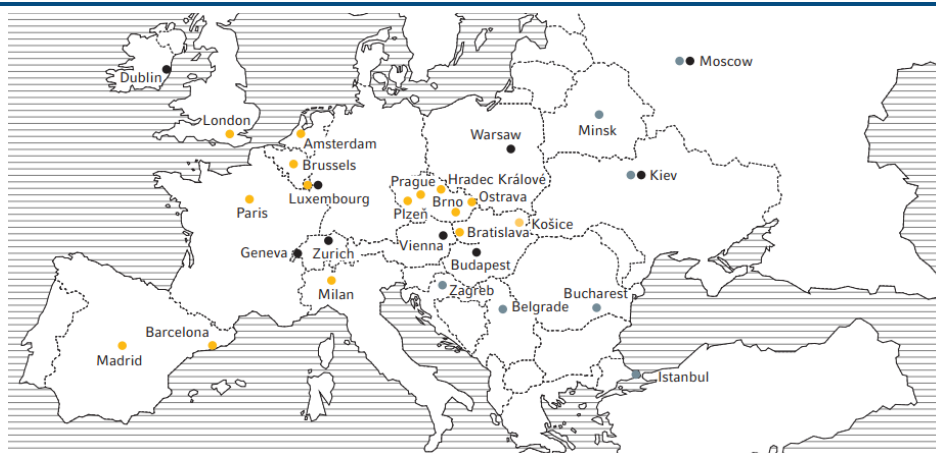 Moscow
Dublin
London
Minsk
Warsaw
Amsterdam
Brussels
Kiev
Prague
Hradec Králové
Luxembourg
Brno
Ostrava
Paris
Plzeň
Košice
Bratislava
Vienna
Geneva
Zurich
Budapest
Milan
Zagreb
Bucharest
Belgrade
Barcelona
Madrid
Istanbul